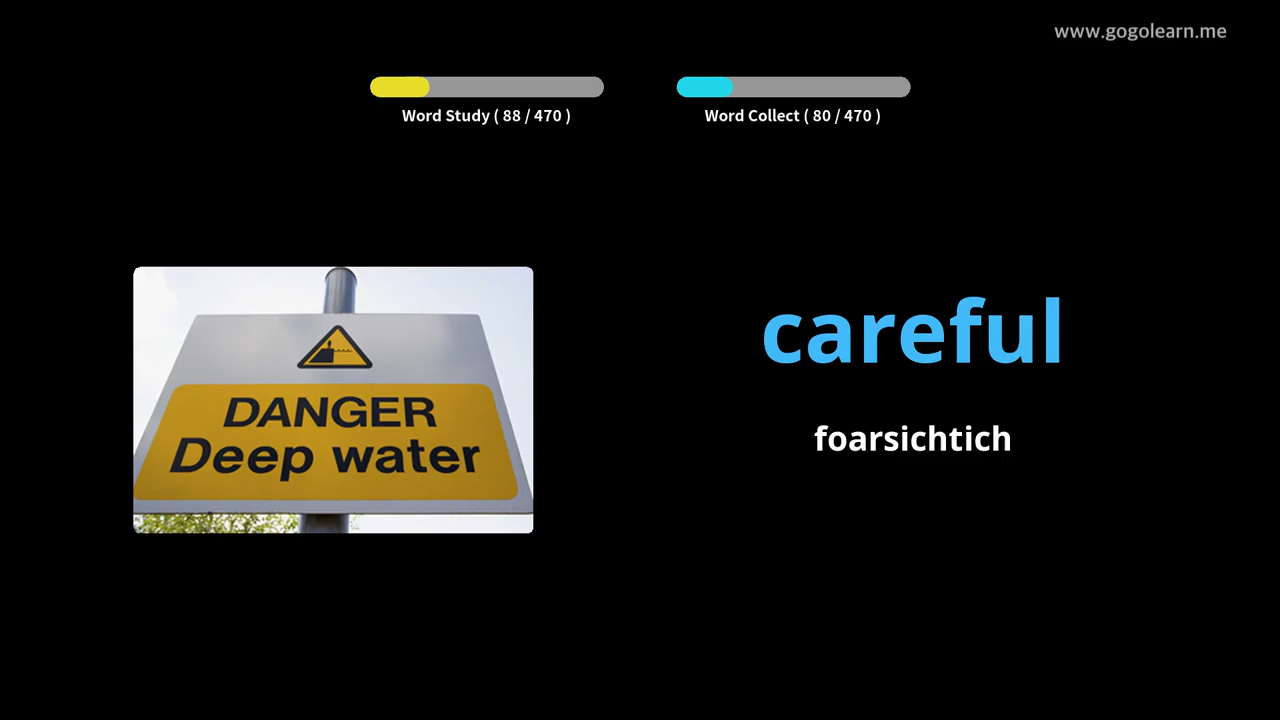 www.gogolearn.me
Word Study ( 88 / 470 )
Word Collect ( 80 / 470 )
DANGER
Deep water
careful
foarsichtich